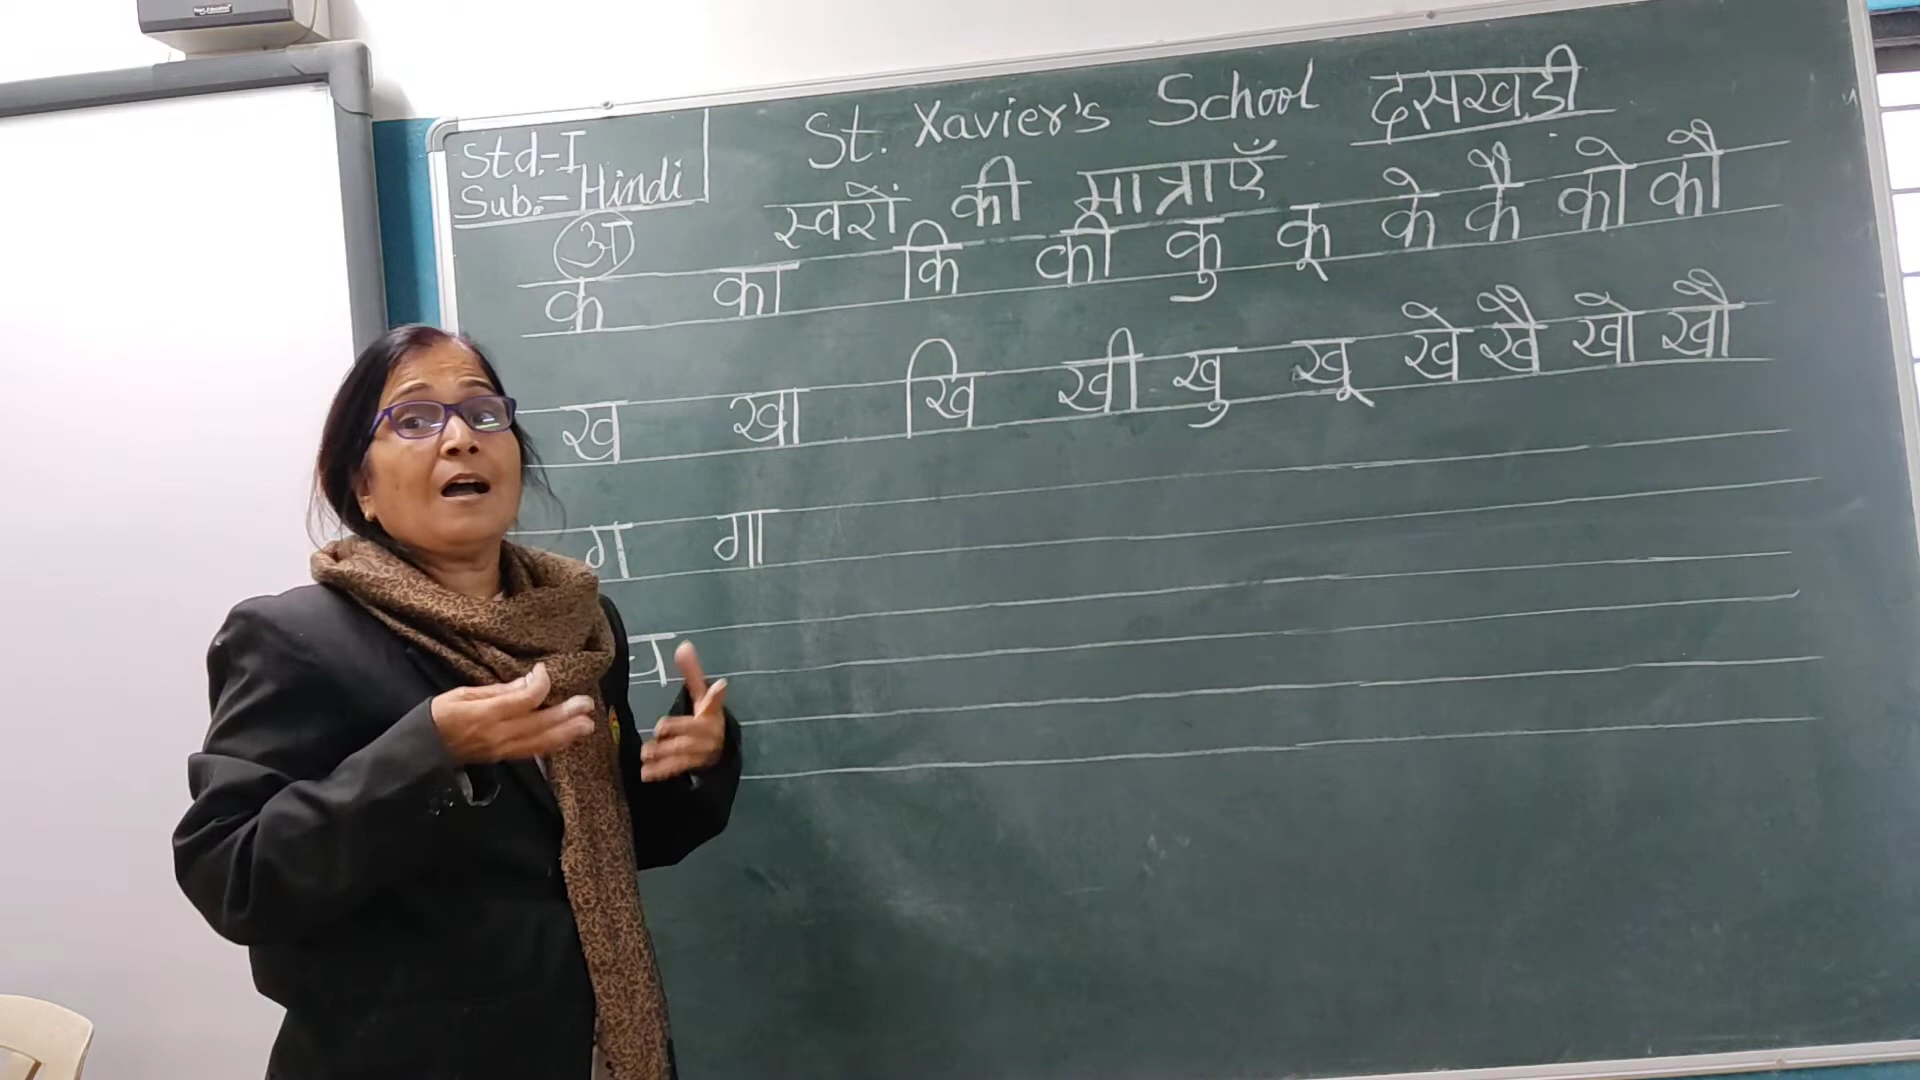 Std.-I
Sub.- Hindi
St. Xavier's School दसखडी
स्वरों की मात्राएँ
अ
क का कि की कु कू के कै को कौ
ख खा खि खी खु खू खे खै खो खौ
ग गा